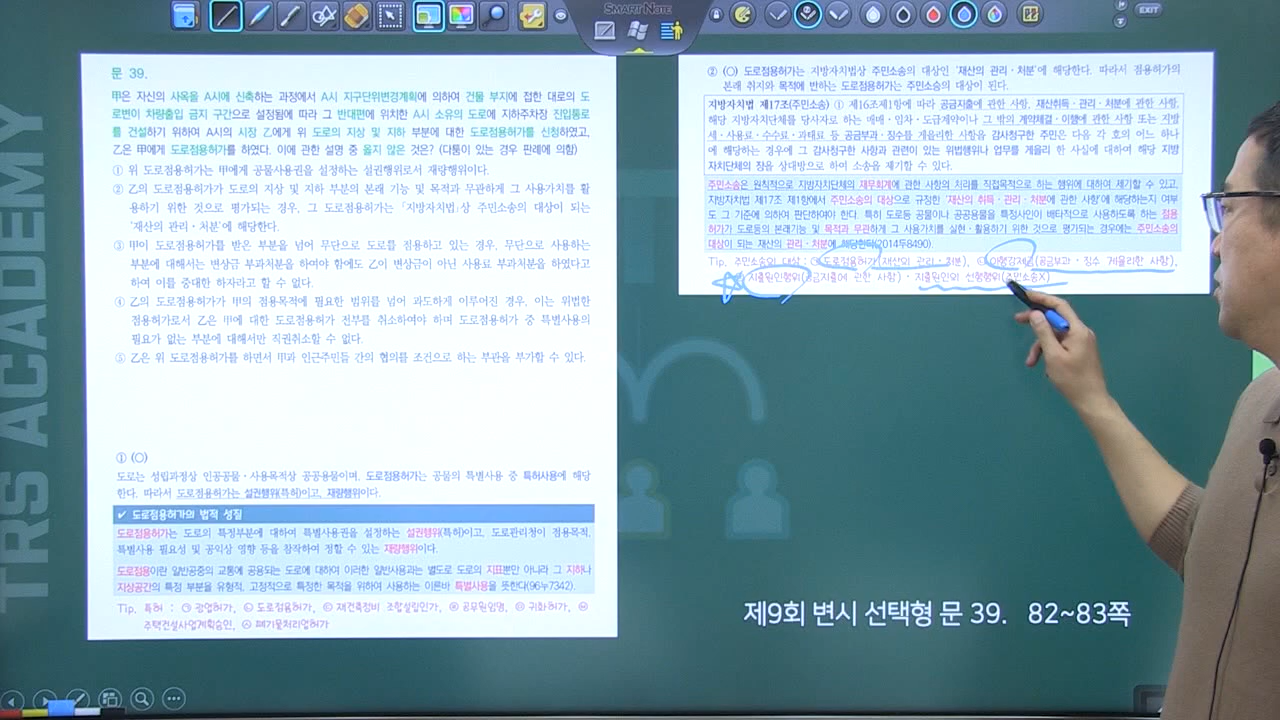 SMART NOTE
EXIT
TRS ACADEMY
문 39.
甲은 자신의 사옥을 A시에 신축하는 과정에서 A시 지구단위변경계획에 의하여 건물 부지에 접한 대로의 도
로변이 차량출입 금지 구간으로 설정됨에 따라 그 반대편에 위치한 A시 소유의 도로에 지하주차장 진입통로
를 건설하기 위하여 A시의 시장 乙에게 위 도로의 지상 및 지하 부분에 대한 도로점용허가를 신청하였고,
乙은 甲에게 도로점용허가를 하였다. 이에 관한 설명 중 옳지 않은 것은? (다툼이 있는 경우 판례에 의함)
① 위 도로점용허가는 甲에게 공물사용권을 설정하는 설권행위로서 재량행위이다.
② 乙의 도로점용허가가 도로의 지상 및 지하 부분의 본래 기능 및 목적과 무관하게 그 사용가치를 활
용하기 위한 것으로 평가되는 경우, 그 도로점용허가는 「지방자치법」상 주민소송의 대상이 되는
'재산의 관리·처분'에 해당한다.
③ 甲이 도로점용허가를 받은 부분을 넘어 무단으로 도로를 점용하고 있는 경우, 무단으로 사용하는
부분에 대해서는 변상금 부과처분을 하여야 함에도 乙이 변상금이 아닌 사용료 부과처분을 하였다고
하여 이를 중대한 하자라고 할 수 없다.
④ 乙의 도로점용허가가 甲의 점용목적에 필요한 범위를 넘어 과도하게 이루어진 경우, 이는 위법한
점용허가로서 乙은 甲에 대한 도로점용허가 전부를 취소하여야 하며 도로점용허가 중 특별사용의
필요가 없는 부분에 대해서만 직권취소할 수 없다.
⑤ 乙은 위 도로점용허가를 하면서 甲과 인근주민들 간의 협의를 조건으로 하는 부관을 부가할 수 있다.
① (○)
도로는 성립과정상 인공공물·사용목적상 공공용물이며, 도로점용허가는 공물의 특별사용 중 특허사용에 해당
한다. 따라서 도로점용허가는 설권행위(특허)이고, 재량행위이다.
✔ 도로점용허가의 법적 성질
도로점용허가는 도로의 특정부분에 대하여 특별사용권을 설정하는 설권행위(특허)이고, 도로관리청이 점용목적,
특별사용 필요성 및 공익상 영향 등을 참작하여 정할 수 있는 재량행위이다.
도로점용이란 일반공중의 교통에 공용되는 도로에 대하여 이러한 일반사용과는 별도로 도로의 지표뿐만 아니라 그 지하나
지상공간의 특정 부분을 유형적, 고정적으로 특정한 목적을 위하여 사용하는 이른바 특별사용을 뜻한다(96누7342).
Tip. 특허 : ㉠ 광업허가, ㉡ 도로점용허가, ㉢ 재건축정비 조합설립인가, ㉣ 공무원임명, ㉤ 귀화허가, ㉥
주택건설사업계획승인, ㉦ 폐기물처리업허가
② (○) 도로점용허가는 지방자치법상 주민소송의 대상인 '재산의 관리·처분'에 해당한다. 따라서 점용허가의
본래 취지와 목적에 반하는 도로점용허가는 주민소송의 대상이 된다.
지방자치법 제17조(주민소송) ① 제16조제1항에 따라 공금지출에 관한 사항, 재산취득·관리·처분에 관한 사항,
해당 지방자치단체를 당사자로 하는 매매·임차·도급계약이나 그 밖의 계약체결·이행에 관한 사항 또는 지방
세·사용료·수수료·과태료 등 공금부과·징수를 게을리한 사항을 감사청구한 주민은 다음 각 호의 어느 하나
에 해당하는 경우에 그 감사청구한 사항과 관련이 있는 위법행위나 업무를 게을리 한 사실에 대하여 해당 지방
자치단체의 장을 상대방으로 하여 소송을 제기할 수 있다.
주민소송은 원칙적으로 지방자치단체의 재무회계에 관한 사항의 처리를 직접목적으로 하는 행위에 대하여 제기할 수 있고,
지방자치법 제17조 제1항에서 주민소송의 대상으로 규정한 '재산의 취득·관리·처분에 관한 사항'에 해당하는지 여부
도 그 기준에 의하여 판단하여야 한다. 특히 도로등 공물이나 공공용물을 특정사인이 배타적으로 사용하도록 하는 점용
허가가 도로등의 본래기능 및 목적과 무관하게 그 사용가치를 실현·활용하기 위한 것으로 평가되는 경우에는 주민소송의
대상이 되는 재산의 관리·처분에 해당한다(2014두8490)
Tip. 주민소송의 대상 : ㉠ 도로점용허가(재산의 관리·처분), ㉡ 이행강제금(공금부과·징수 게을리한 사항),
지출원인행위(공금지출에 관한 사항) - 지출원인의 선행행위(주민소송X)
제9회 변시 선택형 문 39. 82~83쪽